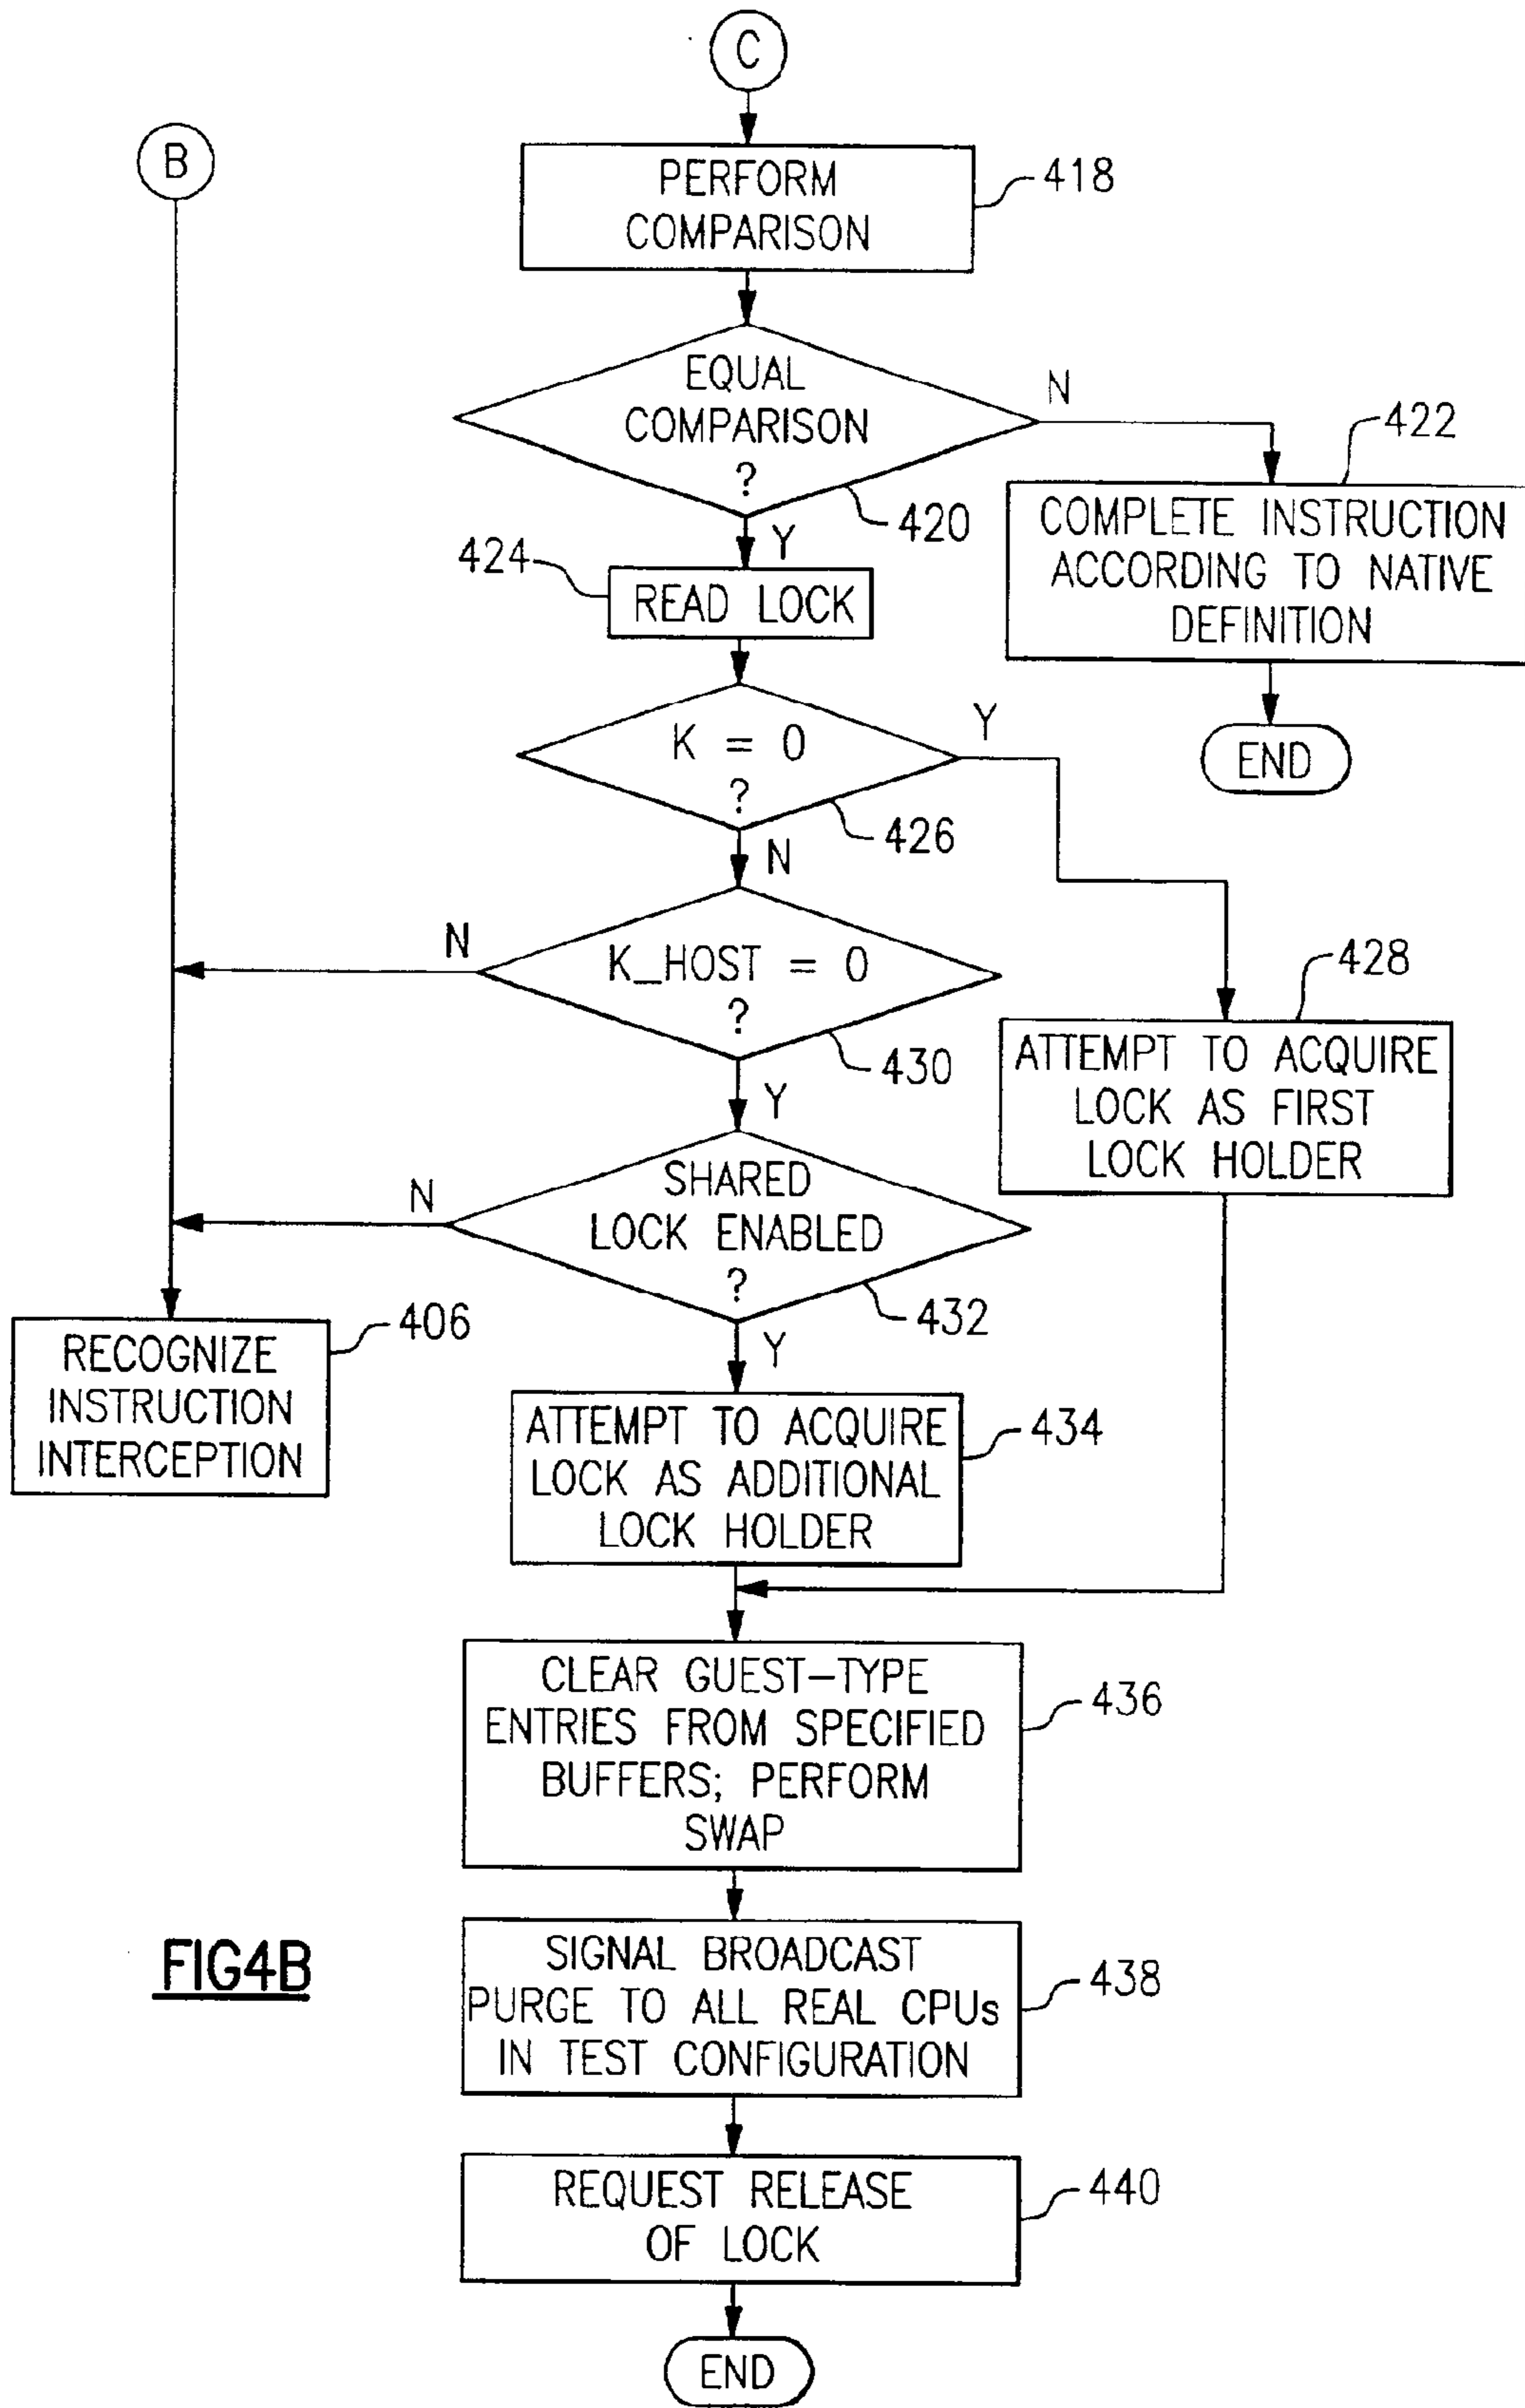 C
B
PERFORM
COMPARISON
418
EQUAL
COMPARISON
?
N
420
422
COMPLETE INSTRUCTION
ACCORDING TO NATIVE
DEFINITION
Y
424
READ LOCK
END
K = 0
?
Y
426
N
K_HOST = 0
?
N
430
428
ATTEMPT TO ACQUIRE
LOCK AS FIRST
LOCK HOLDER
Y
SHARED
LOCK ENABLED
?
N
432
406
RECOGNIZE
INSTRUCTION
INTERCEPTION
Y
ATTEMPT TO ACQUIRE
LOCK AS ADDITIONAL
LOCK HOLDER
434
CLEAR GUEST-TYPE
ENTRIES FROM SPECIFIED
BUFFERS; PERFORM
SWAP
436
FIG4B
SIGNAL BROADCAST
PURGE TO ALL REAL CPUs
IN TEST CONFIGURATION
438
REQUEST RELEASE
OF LOCK
440
END